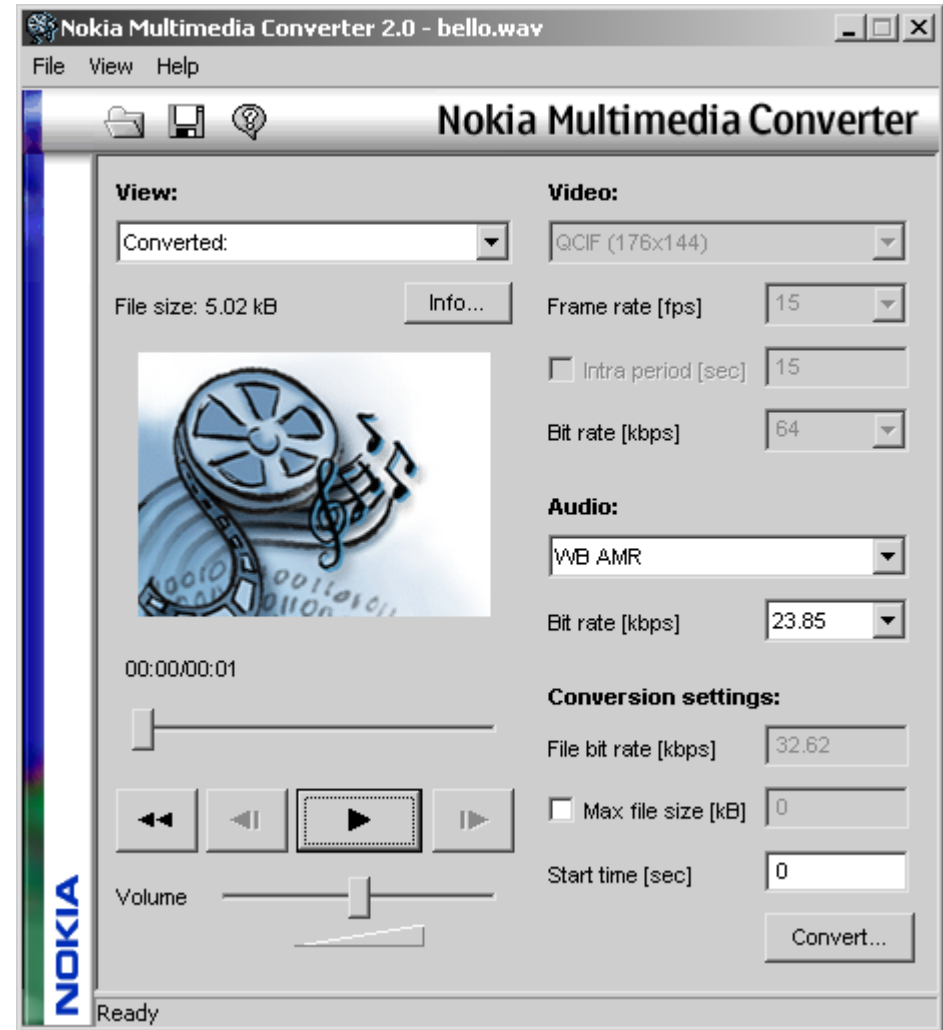 Nokia Multimedia Converter 2.0 - bello.wav
File View Help
Nokia Multimedia Converter
View:
Converted:
File size: 5.02 kB
Info...
00:00/00:01
Volume
Video:
QCIF (176x144)
Frame rate [fps] 15
Intra period [sec] 15
Bit rate [kbps] 64
Audio:
WB AMR
Bit rate [kbps] 23.85
Conversion settings:
File bit rate [kbps] 32.62
Max file size [kB] 0
Start time [sec] 0
Convert...
NOKIA
Ready